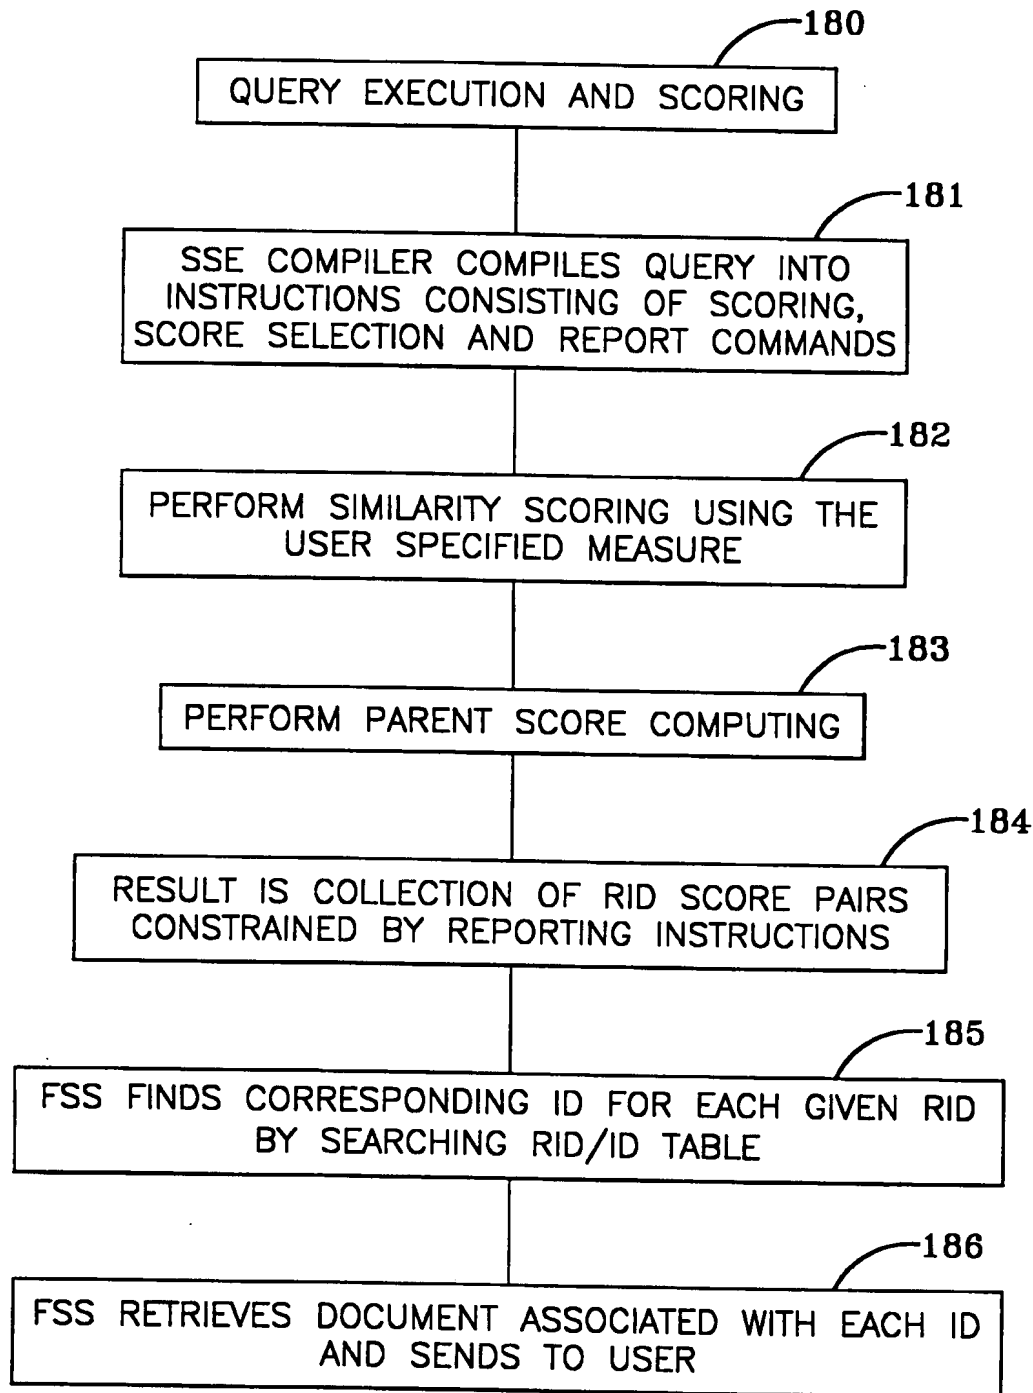 180
QUERY EXECUTION AND SCORING
181
SSE COMPILER COMPILES QUERY INTO
INSTRUCTIONS CONSISTING OF SCORING,
SCORE SELECTION AND REPORT COMMANDS
182
PERFORM SIMILARITY SCORING USING THE
USER SPECIFIED MEASURE
183
PERFORM PARENT SCORE COMPUTING
184
RESULT IS COLLECTION OF RID SCORE PAIRS
CONSTRAINED BY REPORTING INSTRUCTIONS
185
FSS FINDS CORRESPONDING ID FOR EACH GIVEN RID
BY SEARCHING RID/ID TABLE
186
FSS RETRIEVES DOCUMENT ASSOCIATED WITH EACH ID
AND SENDS TO USER